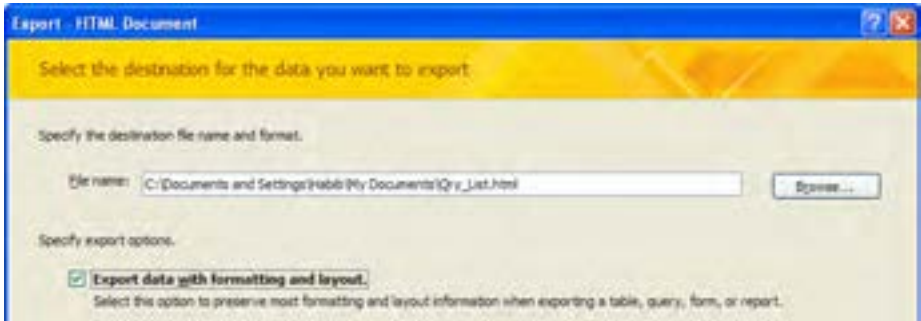 Export - HTML Document
Select the destination for the data you want to export
Specify the destination file name and format.
File name: C:\Documents and Settings\Habib\My Documents\Qry_List.html Browse...
Specify export options.
Export data with formatting and layout.
Select this option to preserve most formatting and layout information when exporting a table, query, form, or report.